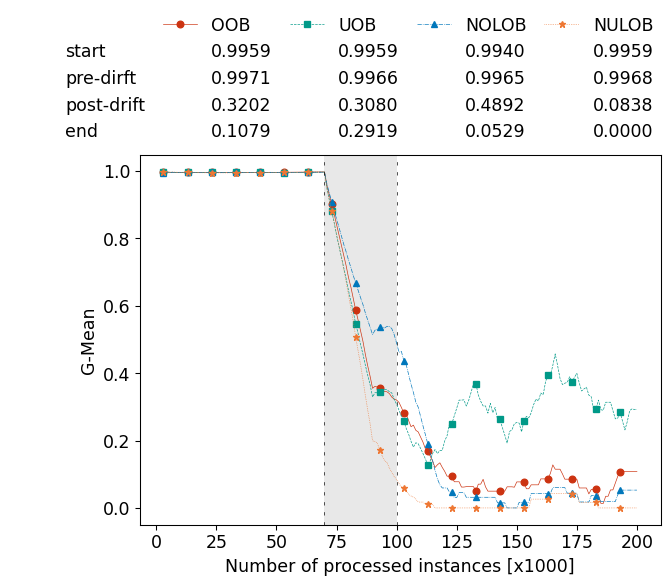 OOB UOB NOLOB NULOB
start 0.9959 0.9959 0.9940 0.9959
pre-dirft 0.9971 0.9966 0.9965 0.9968
post-drift 0.3202 0.3080 0.4892 0.0838
end 0.1079 0.2919 0.0529 0.0000
1.0
0.8
0.6
0.4
0.2
0.0
G-Mean
0 25 50 75 100 125 150 175 200
Number of processed instances [x1000]